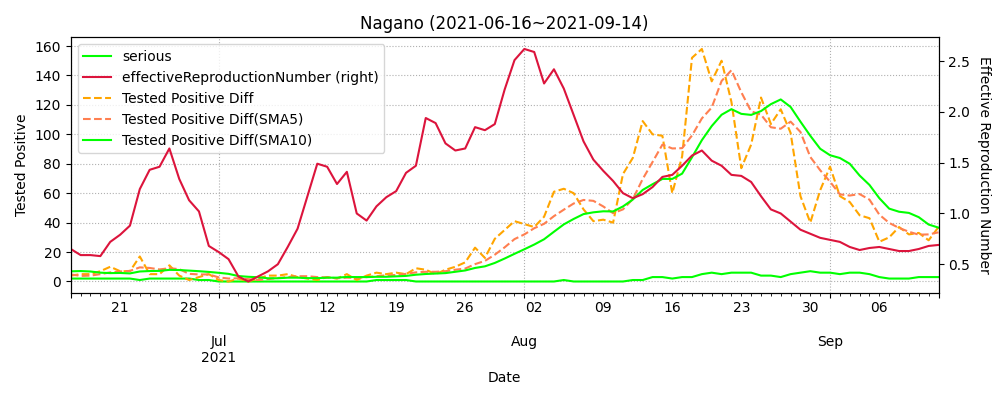 Nagano (2021-06-16~2021-09-14)
serious
effectiveReproductionNumber (right)
Tested Positive Diff
Tested Positive Diff(SMA5)
Tested Positive Diff(SMA10)
160
140
120
100
80
60
40
20
0
Tested Positive
2.5
2.0
1.5
1.0
0.5
Effective Reproduction Number
21 28 05 12 19 26 02 09 16 23 30 06
Jul Aug Sep
2021
Date